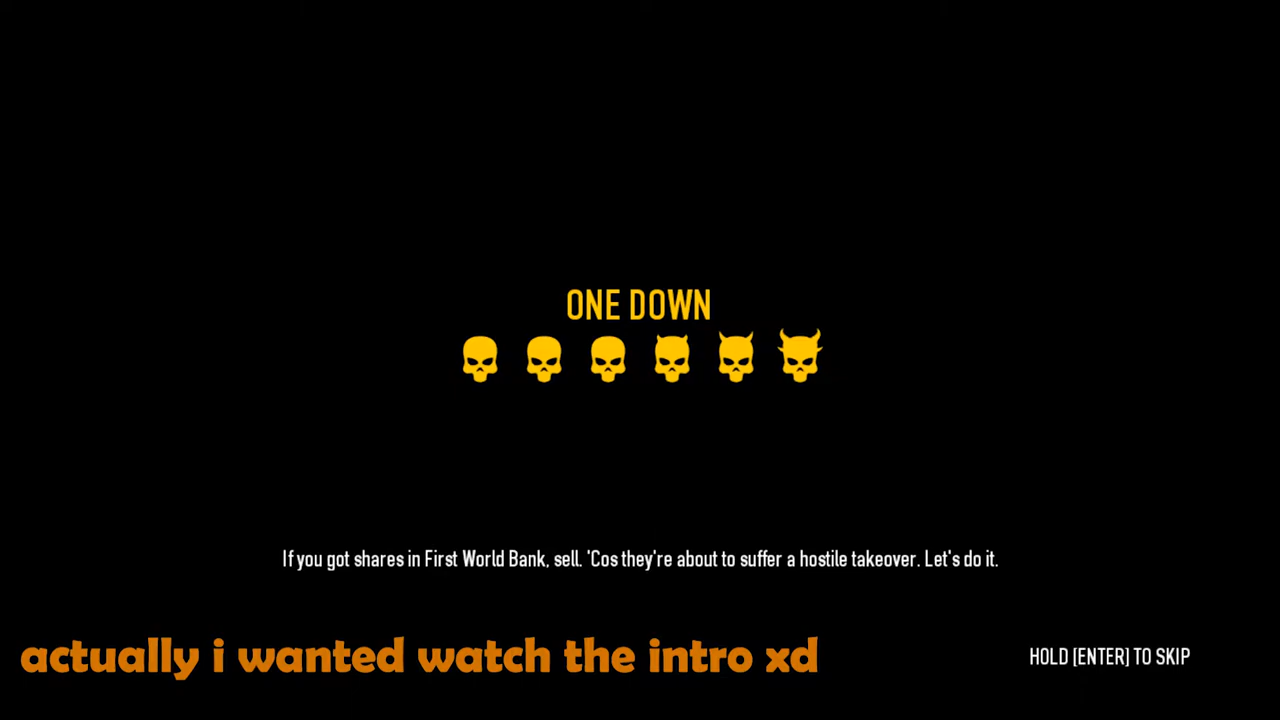 ONE DOWN
If you got shares in First World Bank, sell. 'Cos they're about to suffer a hostile takeover. Let's do it.
actually i wanted watch the intro xd
HOLD [ENTER] TO SKIP